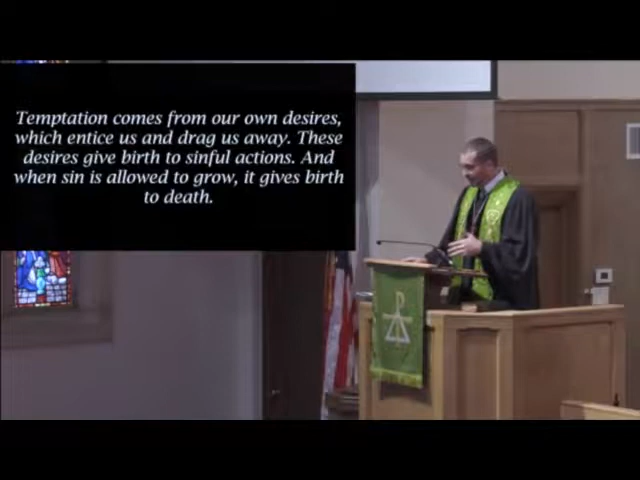 Temptation comes from our own desires,
which entice us and drag us away. These
desires give birth to sinful actions. And
when sin is allowed to grow, it gives birth
to death.